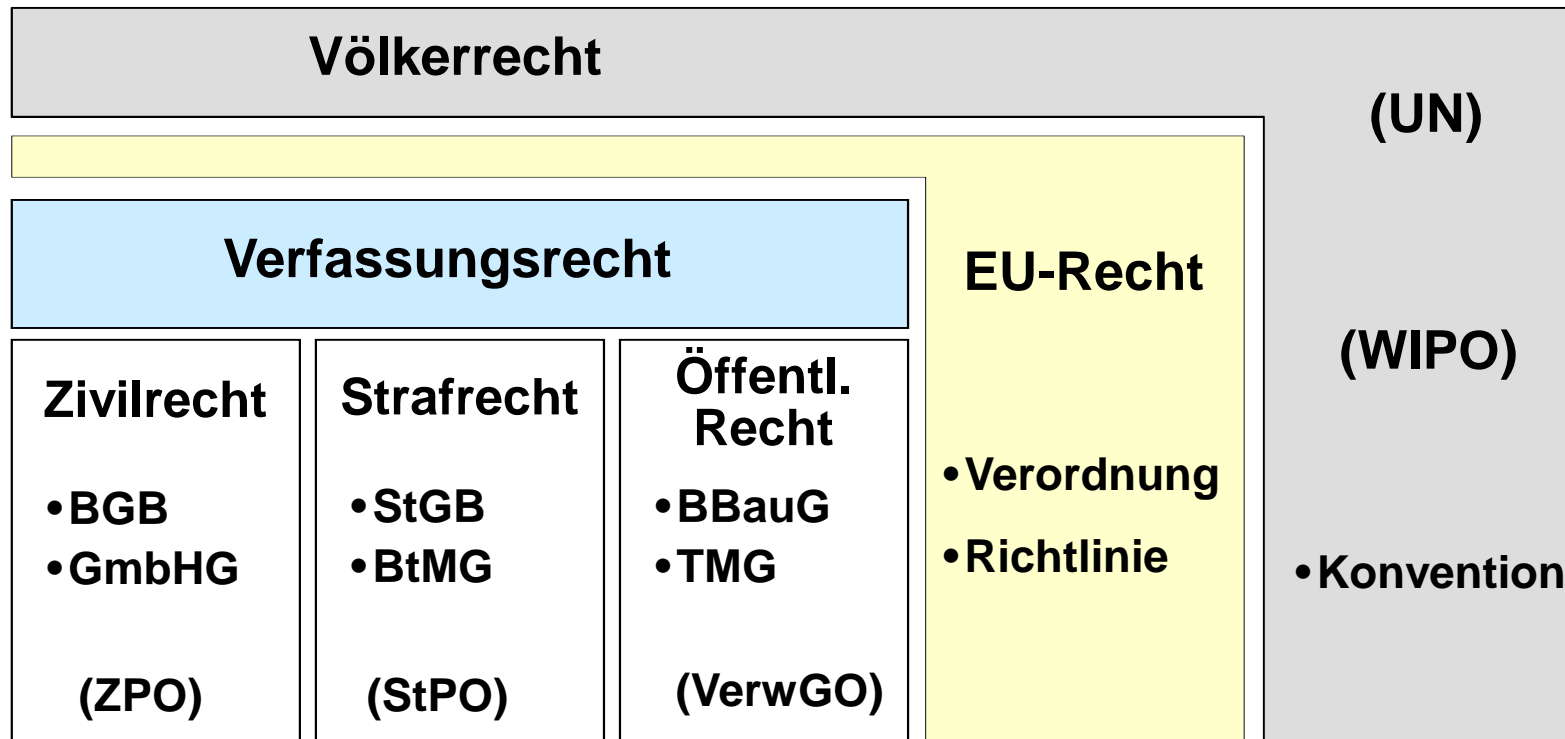 Völkerrecht
(UN)
(WIPO)
•Konvention
EU-Recht
•Verordnung
•Richtlinie
Verfassungsrecht
Zivilrecht
•BGB
•GmbHG
(ZPO)
Strafrecht
•StGB
•BtMG
(StPO)
Öffentl.
Recht
•BBauG
•TMG
(VerwGO)